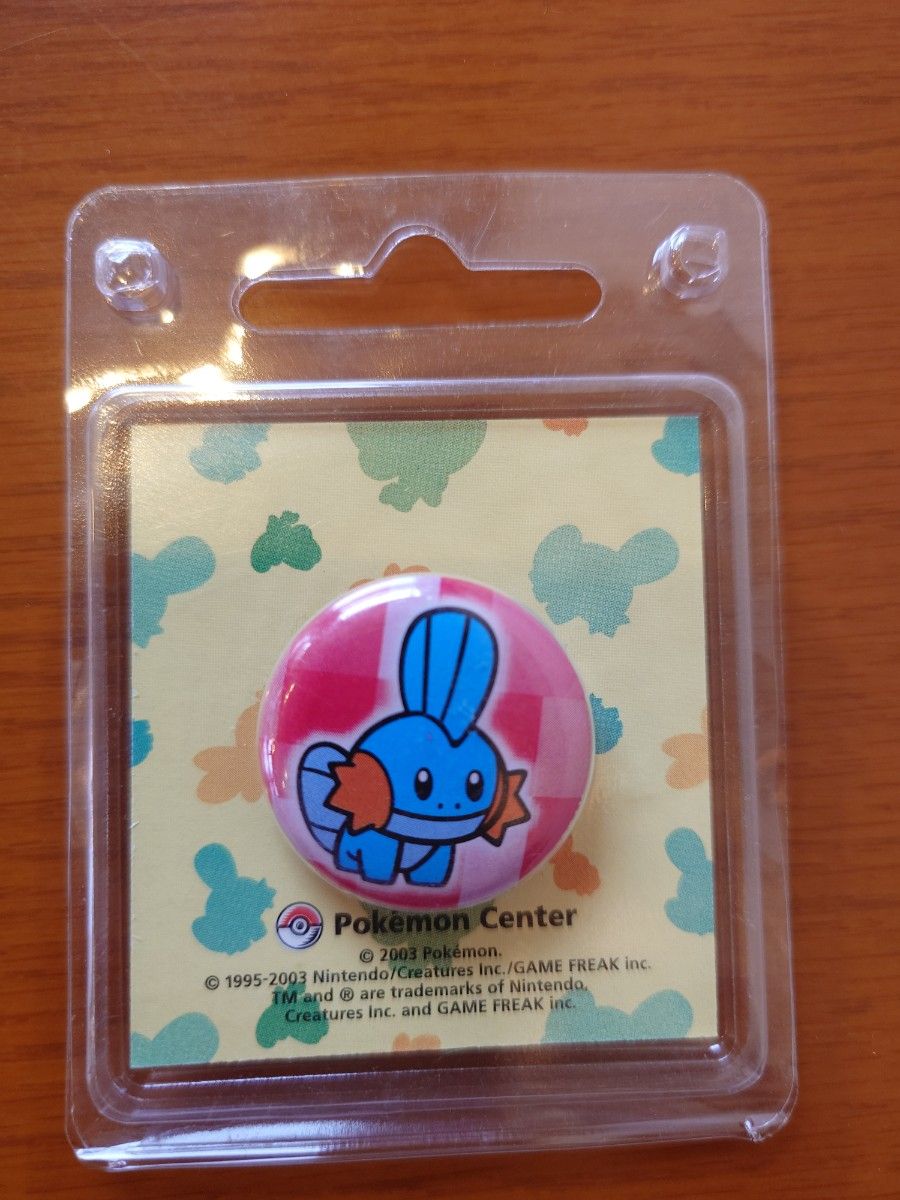 Pokémon Center
© 2003 Pokémon.
© 1995-2003 Nintendo/Creatures Inc./GAME FREAK inc.
TM and ® are trademarks of Nintendo,
Creatures Inc. and GAME FREAK inc.